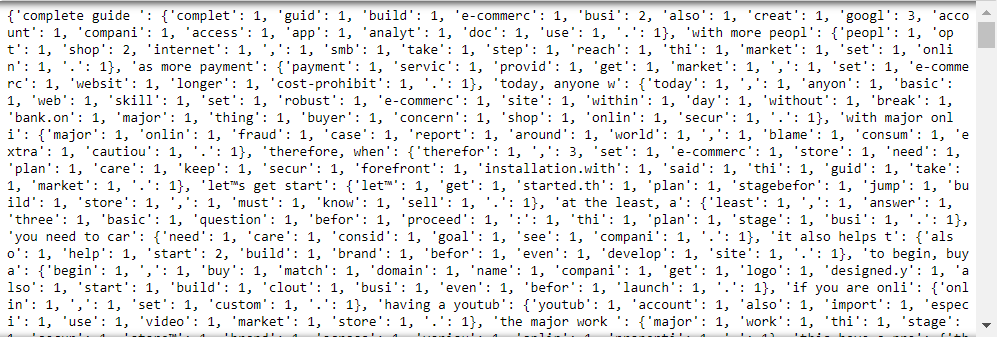 {'complete guide ': {'complet': 1, 'guid': 1, 'build': 1, 'e-commerc': 1, 'busi': 2, 'also': 1, 'creat': 1, 'googl': 3, 'acco
unt': 1, 'compani': 1, 'access': 1, 'app': 1, 'analyt': 1, 'doc': 1, 'use': 1, '.': 1}, 'with more peopl': {'peopl': 1, 'op
t': 1, 'shop': 2, 'internet': 1, ',': 1, 'smb': 1, 'take': 1, 'step': 1, 'reach': 1, 'thi': 1, 'market': 1, 'set': 1, 'onli
n': 1, '.': 1}, 'as more payment': {'payment': 1, 'servic': 1, 'provid': 1, 'get': 1, 'market': 1, ',': 1, 'set': 1, 'e-comme
rc': 1, 'websit': 1, 'longer': 1, 'cost-prohibit': 1, '.': 1}, 'today, anyone w': {'today': 1, ',': 1, 'anyon': 1, 'basic':
1, 'web': 1, 'skill': 1, 'set': 1, 'robust': 1, 'e-commerc': 1, 'site': 1, 'within': 1, 'day': 1, 'without': 1, 'break': 1,
'bank.on': 1, 'major': 1, 'thing': 1, 'buyer': 1, 'concern': 1, 'shop': 1, 'onlin': 1, 'secur': 1, '.': 1}, 'with major onl
i': {'major': 1, 'onlin': 1, 'fraud': 1, 'case': 1, 'report': 1, 'around': 1, 'world': 1, ',': 1, 'blame': 1, 'consum': 1, 'e
xtra': 1, 'cautiou': 1, '.': 1}, 'therefore, when': {'therefor': 1, ',': 3, 'set': 1, 'e-commerc': 1, 'store': 1, 'need': 1,
'plan': 1, 'care': 1, 'keep': 1, 'secur': 1, 'forefront': 1, 'installation.with': 1, 'said': 1, 'thi': 1, 'guid': 1, 'take':
1, 'market': 1, '.': 1}, 'let™s get start': {'let™': 1, 'get': 1, 'started.th': 1, 'plan': 1, 'stagebefor': 1, 'jump': 1, 'bu
ild': 1, 'store': 1, ',': 1, 'must': 1, 'know': 1, 'sell': 1, '.': 1}, 'at the least, a': {'least': 1, ',': 1, 'answer': 1,
'three': 1, 'basic': 1, 'question': 1, 'befor': 1, 'proceed': 1, ':': 1, 'thi': 1, 'plan': 1, 'stage': 1, 'busi': 1, '.': 1},
'you need to car': {'need': 1, 'care': 1, 'consid': 1, 'goal': 1, 'see': 1, 'compani': 1, '.': 1}, 'it also helps t': {'als
o': 1, 'help': 1, 'start': 2, 'build': 1, 'brand': 1, 'befor': 1, 'even': 1, 'develop': 1, 'site': 1, '.': 1}, 'to begin, buy
a': {'begin': 1, ',': 1, 'buy': 1, 'match': 1, 'domain': 1, 'name': 1, 'compani': 1, 'get': 1, 'logo': 1, 'designed.y': 1, 'a
lso': 1, 'start': 1, 'build': 1, 'clout': 1, 'busi': 1, 'even': 1, 'befor': 1, 'launch': 1, '.': 1}, 'if you are onli': {'onl
in': 1, ',': 1, 'set': 1, 'custom': 1, '.': 1}, 'having a youtub': {'youtub': 1, 'account': 1, 'also': 1, 'import': 1, 'espec
i': 1, 'use': 1, 'video': 1, 'market': 1, 'store': 1, '.': 1}, 'the major work ': {'major': 1, 'work': 1, 'thi': 1, 'stage':